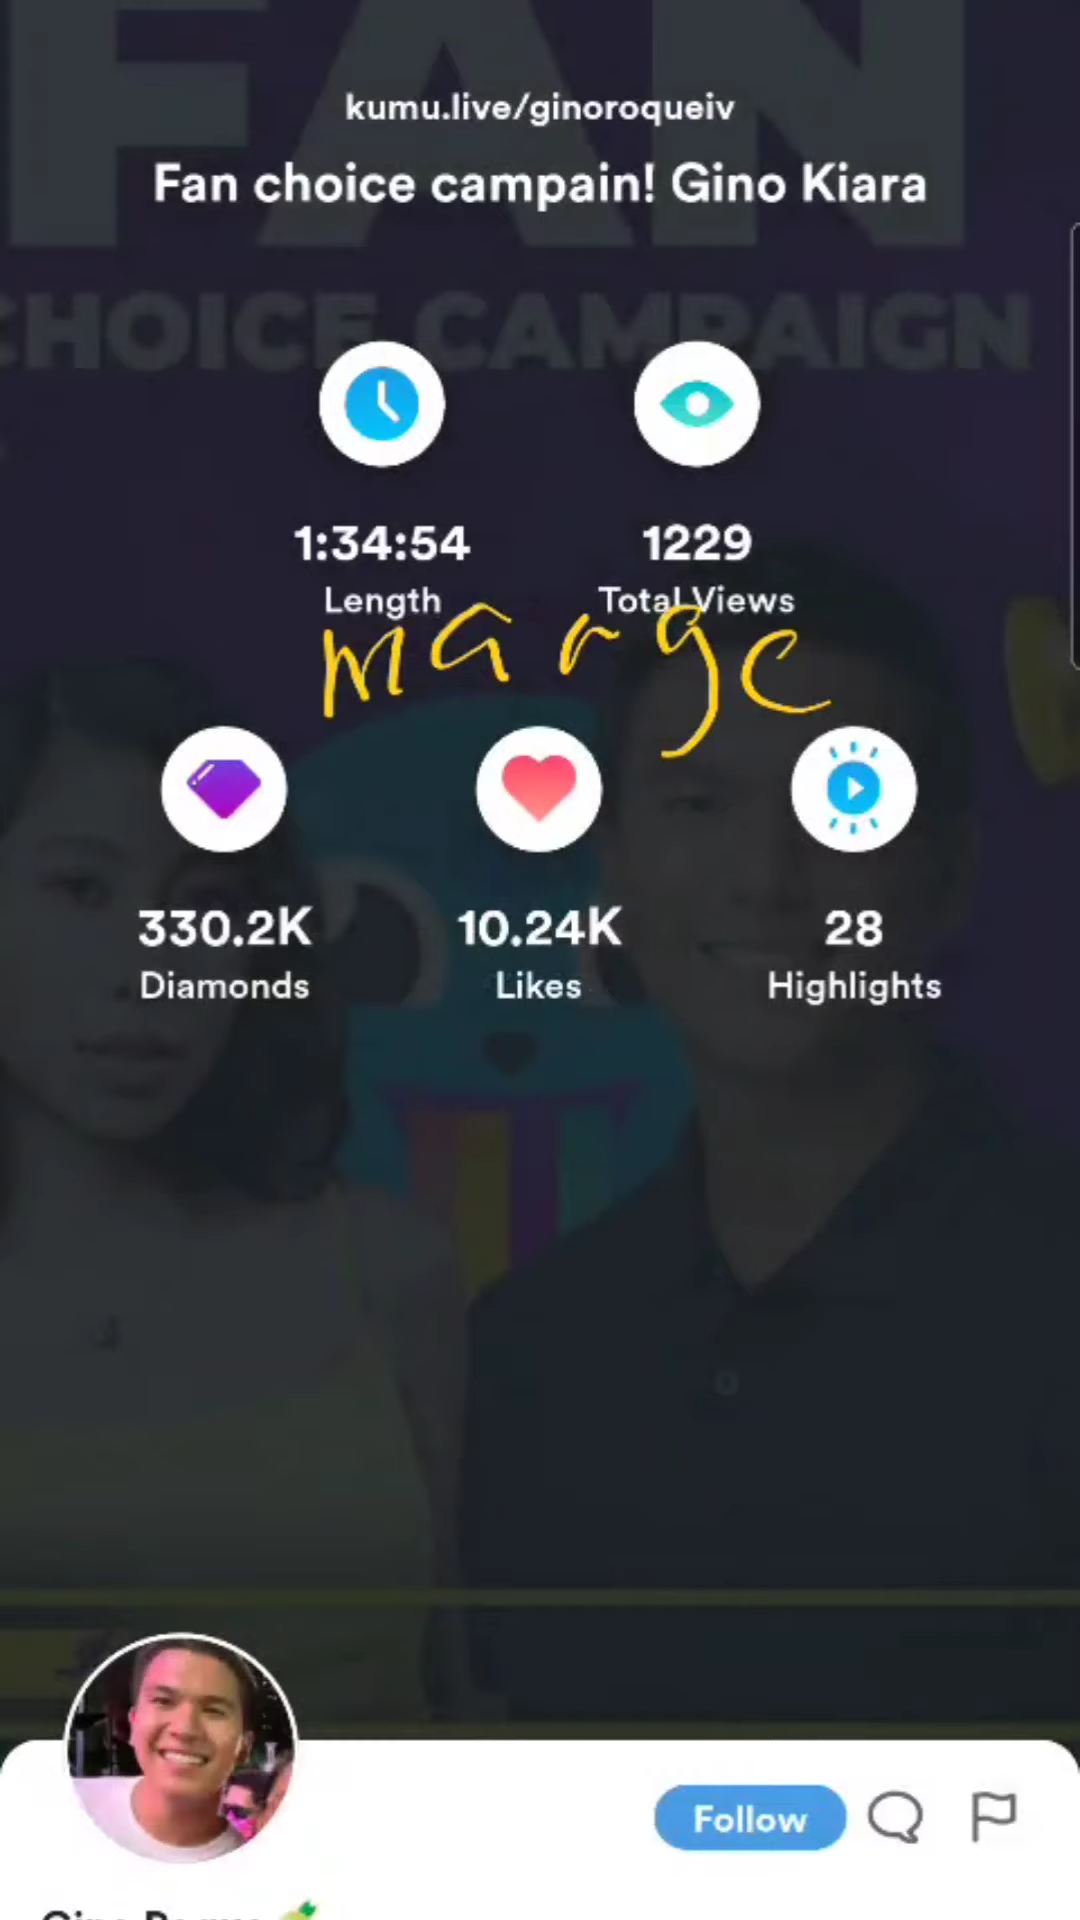 FAN
kumu.live/ginoroqueiv
Fan choice campain! Gino Kiara
CHOICE CAMPAIGN
1:34:54
Length
1229
Total Views
marge
330.2K
Diamonds
10.24K
Likes
28
Highlights
Follow